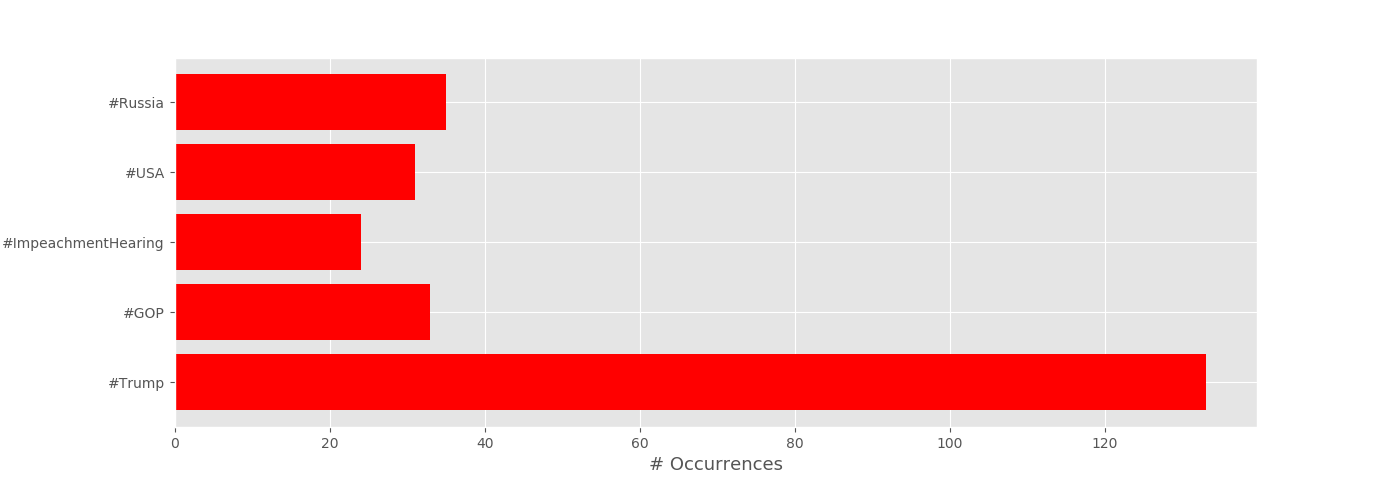 #Russia
#USA
#ImpeachmentHearing
#GOP
#Trump
0 20 40 60 80 100 120
# Occurrences